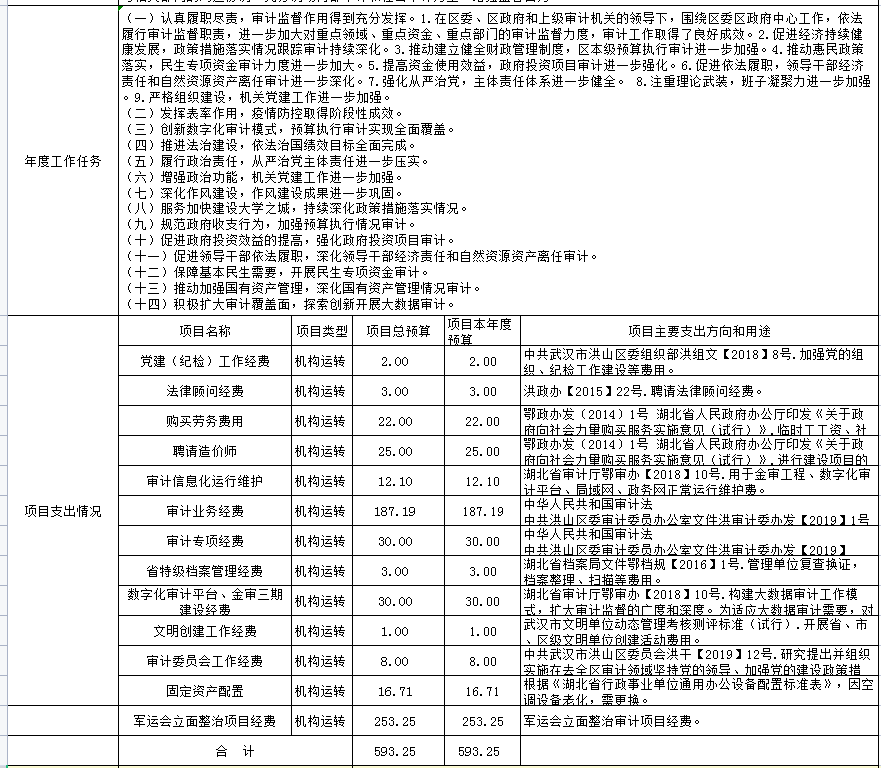 （一）认真履职尽责，审计监督作用得到充分发挥。1.在区委、区政府和上级审计机关的领导下，围绕区委区政府中心工作，依法
履行审计监督职责，进一步加大对重点领域、重点资金、重点部门的审计监督力度，审计工作取得了良好成效。2.促进经济持续健
康发展，政策措施落实情况跟踪审计持续深化。3.推动建立健全财政管理制度，区本级预算执行审计进一步加强。4.推动惠民政策
落实，民生专项资金审计力度进一步加大。5.提高资金使用效益，政府投资项目审计进一步强化。6.促进依法履职，领导干部经济
责任和自然资源资产离任审计进一步深化。7.强化从严治党，主体责任体系进一步健全。 8.注重理论武装，班子凝聚力进一步加强
。9.严格组织建设，机关党建工作进一步加强。
（二）发挥表率作用，疫情防控取得阶段性成效。
（三）创新数字化审计模式，预算执行审计实现全面覆盖。
（四）推进法治建设，依法治国绩效目标全面完成。
年度工作任务
（五）履行政治责任，从严治党主体责任进一步压实。
（六）增强政治功能，机关党建工作进一步加强。
（七）深化作风建设，作风建设成果进一步巩固。
（八）服务加快建设大学之城，持续深化政策措施落实情况。
（九）规范政府收支行为，加强预算执行情况审计。
（十）促进政府投资效益的提高，强化政府投资项目审计。
（十一）促进领导干部依法履职，深化领导干部经济责任和自然资源资产离任审计。
（十二）保障基本民生需要，开展民生专项资金审计。
（十三）推动加强国有资产管理，深化国有资产管理情况审计。
（十四）积极扩大审计覆盖面，探索创新开展大数据审计。
项目支出情况
项目名称 项目类型 项目总预算 项目本年度
预算 项目主要支出方向和用途
党建（纪检）工作经费 机构运转 2.00 2.00 中共武汉市洪山区委组织部洪组文【2018】8号.加强党的组
织、纪检工作建设等费用。
法律顾问经费 机构运转 3.00 3.00 洪政办【2015】22号.聘请法律顾问经费。
购买劳务费用 机构运转 22.00 22.00 鄂政办发（2014）1号 湖北省人民政府办公厅印发《关于政
府向社会力量购买服务实施意见（试行）》.临时工工资、社
聘请造价师 机构运转 25.00 25.00 鄂政办发（2014）1号 湖北省人民政府办公厅印发《关于政
府向社会力量购买服务实施意见（试行）》.进行建设项目的
审计信息化运行维护 机构运转 12.10 12.10 湖北省审计厅鄂审办【2018】10号.用于金审工程、数字化审
计平台、局域网、政务网正常运行维护费。
审计业务经费 机构运转 187.19 187.19 中华人民共和国审计法
中共洪山区委审计委员办公室文件洪审计委办发【2019】1号
审计专项经费 机构运转 30.00 30.00 中华人民共和国审计法
中共洪山区委审计委员办公室文件洪审计委办发【2019】
省特级档案管理经费 机构运转 3.00 3.00 湖北省档案局文件鄂档规【2016】1号.管理单位复查换证，
档案整理、扫描等费用。
数字化审计平台、金审三期
建设经费 机构运转 30.00 30.00 湖北省审计厅鄂审办【2018】10号.构建大数据审计工作模
式，扩大审计监督的广度和深度。为适应大数据审计需要，对
文明创建工作经费 机构运转 1.00 1.00 武汉市文明单位动态管理考核测评标准（试行）.开展省、市
、区级文明单位创建活动费用。
审计委员会工作经费 机构运转 8.00 8.00 中共武汉市洪山区委员会洪干【2019】12号.研究提出并组织
实施在去全区审计领域坚持党的领导、加强党的建设政策措
固定资产配置 机构运转 16.71 16.71 根据《湖北省行政事业单位通用办公设备配置标准表》，因空
调设备老化，需更换。
军运会立面整治项目经费 机构运转 253.25 253.25 军运会立面整治审计项目经费。
合 计 593.25 593.25